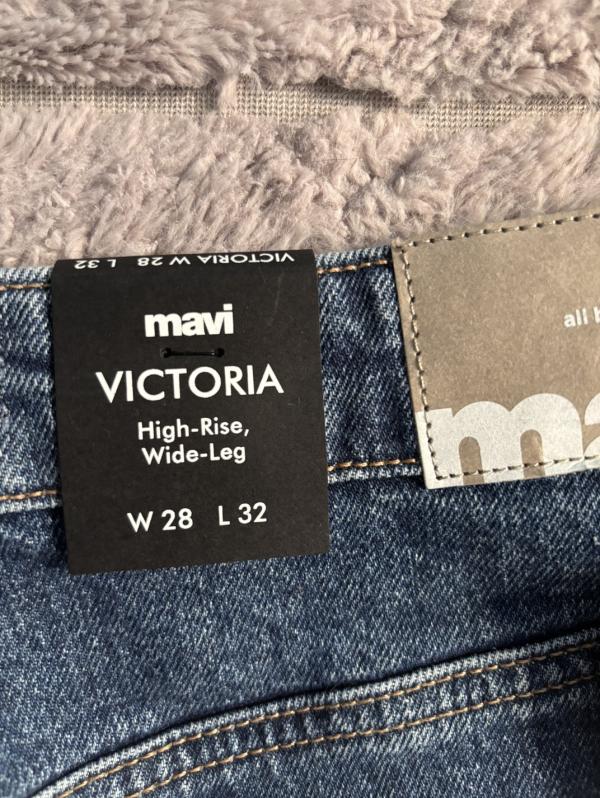 VICTORIA W 28 L 32
mavi
VICTORIA
High-Rise,
Wide-Leg
W 28 L 32
all
ma